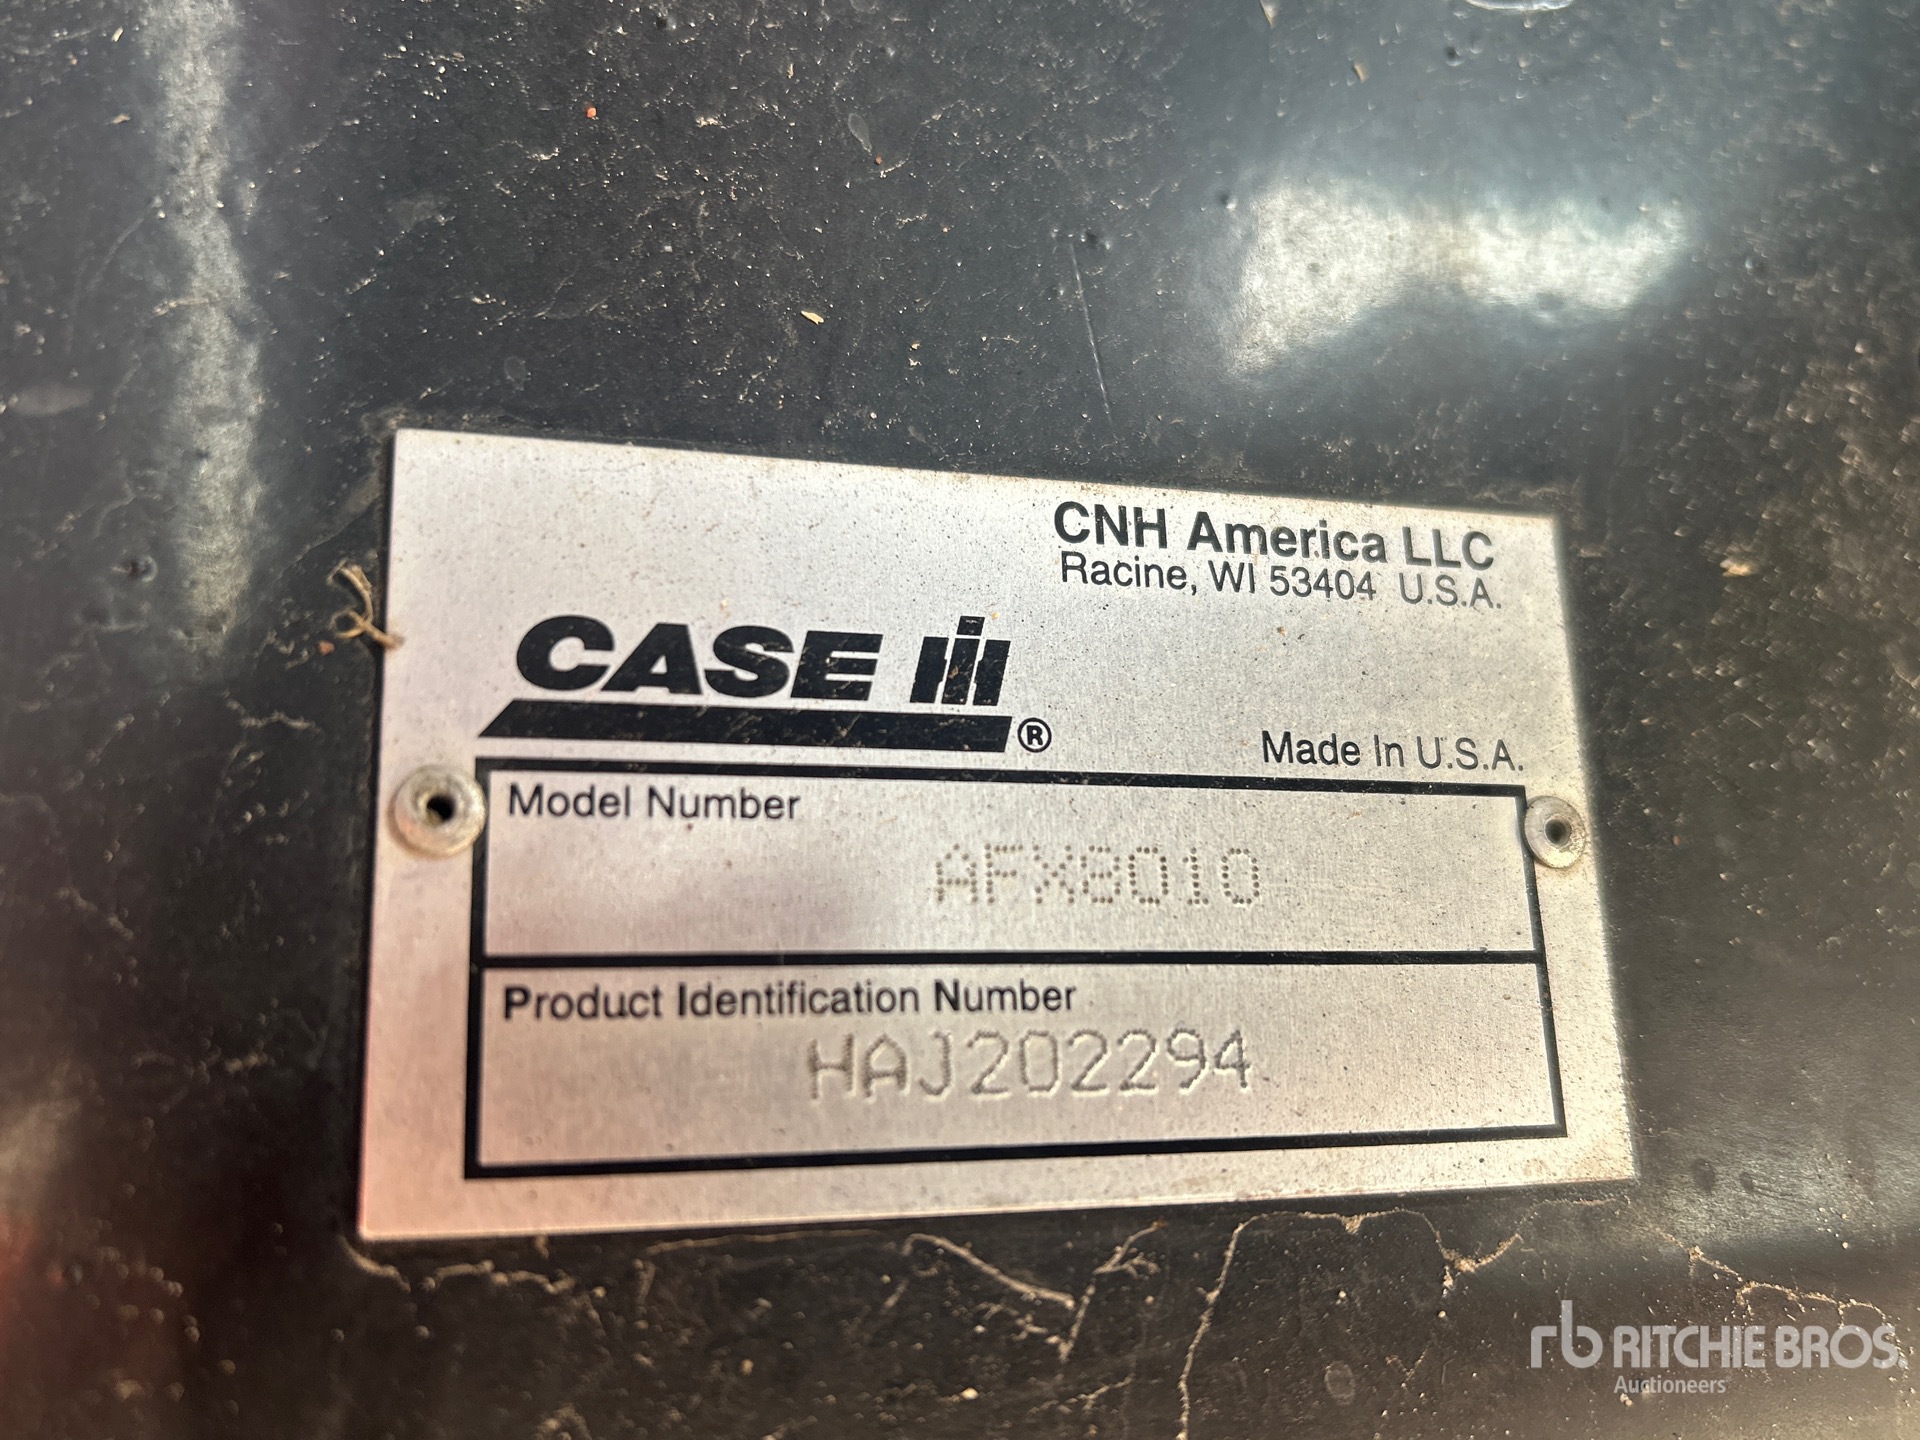 CNH America LLC
Racine, WI 53404 U.S.A.
CASE IH ®
Made In U.S.A.
Model Number
AFX8010
Product Identification Number
HAJ202294
rb RITCHIE BROS.
Auctioneers